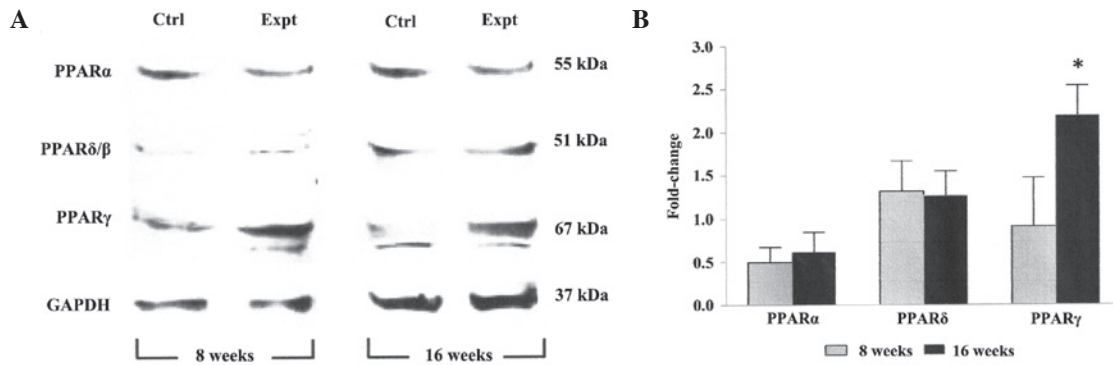 A
Ctrl Expt Ctrl Expt
PPARα 55 kDa
PPARδ/β 51 kDa
PPARγ 67 kDa
GAPDH 37 kDa
8 weeks 16 weeks
B
Fold-change
3.0
2.5
2.0
1.5
1.0
0.5
0.0
*
PPARα PPARδ PPARγ
8 weeks 16 weeks